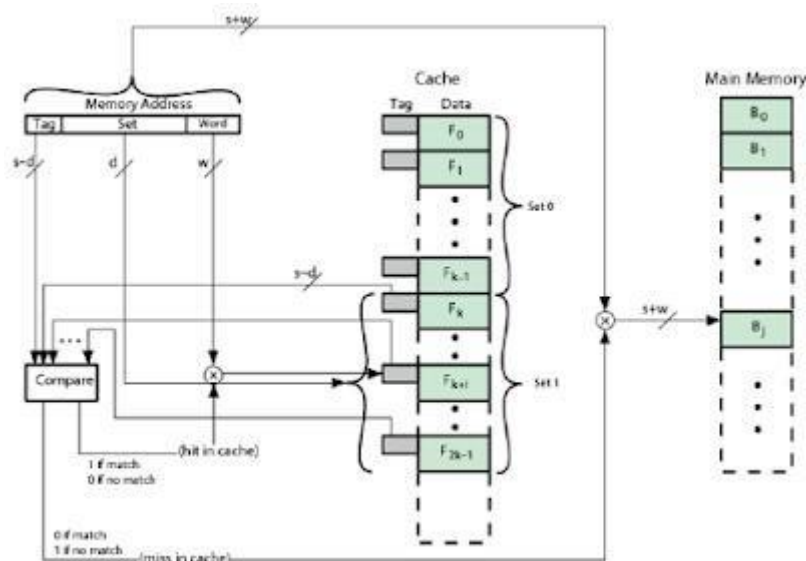 s+w
Cache
Main Memory
Memory Address
Tag Data
Tag Set Word
F0
B0
s–d
d
w
F1
B1
Set 0
s–d
Fk–1
Fk
s+w
Bj
Compare
Fk+i
Set 1
(hit in cache)
1 if match
0 if no match
F2k–1
0 if match
1 if no match
(miss in cache)